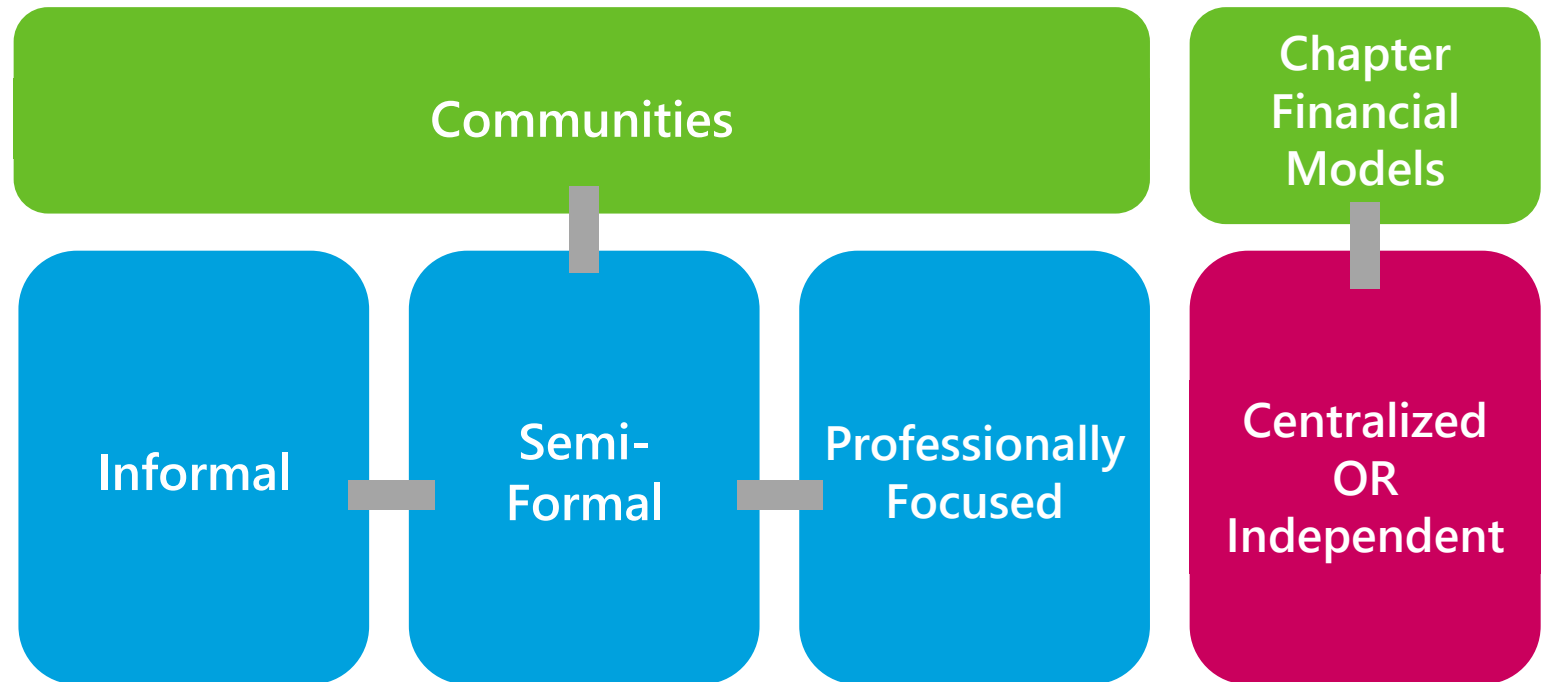 Communities
Chapter
Financial
Models
Informal
Semi-
Formal
Professionally
Focused
Centralized
OR
Independent